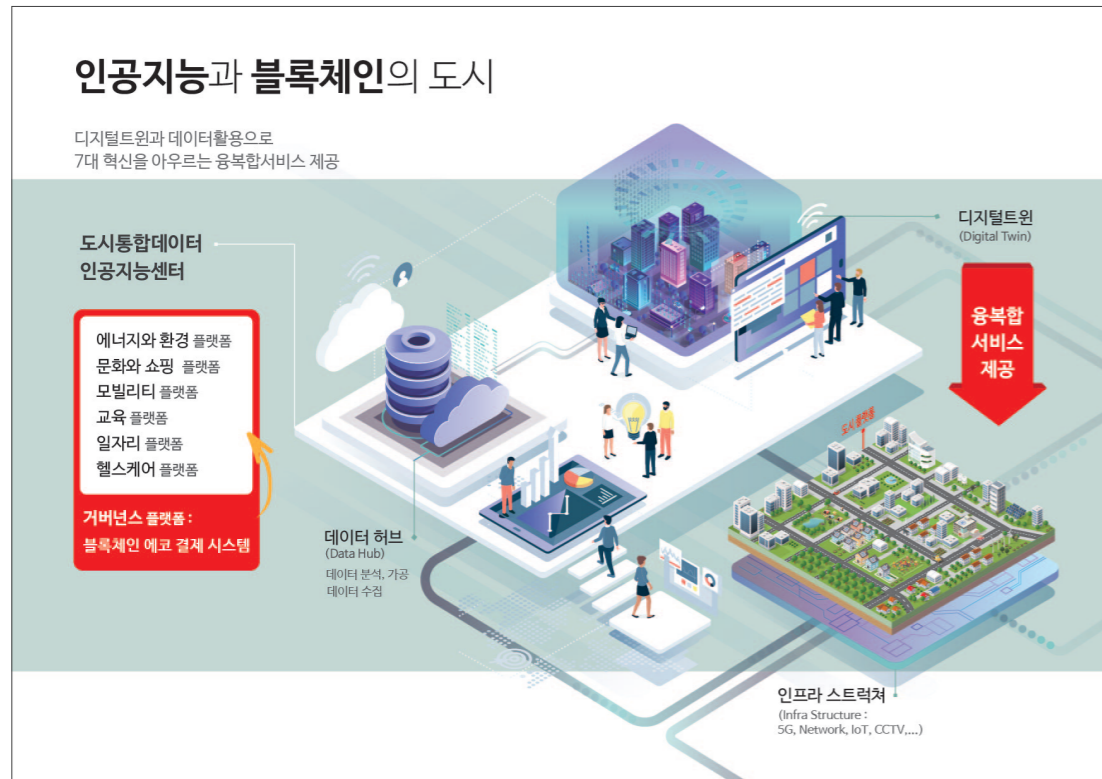 인공지능과 블록체인의 도시
디지털트윈과 데이터활용으로
7대 혁신을 아우르는 융복합서비스 제공
도시통합데이터
인공지능센터
에너지와 환경 플랫폼
문화와 쇼핑 플랫폼
모빌리티 플랫폼
교육 플랫폼
일자리 플랫폼
헬스케어 플랫폼
거버넌스 플랫폼 :
블록체인 에코 결제 시스템
데이터 허브
(Data Hub)
데이터 분석, 가공
데이터 수집
디지털트윈
(Digital Twin)
융복합
서비스
제공
도시 플랫폼
인프라 스트럭쳐
(Infra Structure :
5G, Network, IoT, CCTV,...)